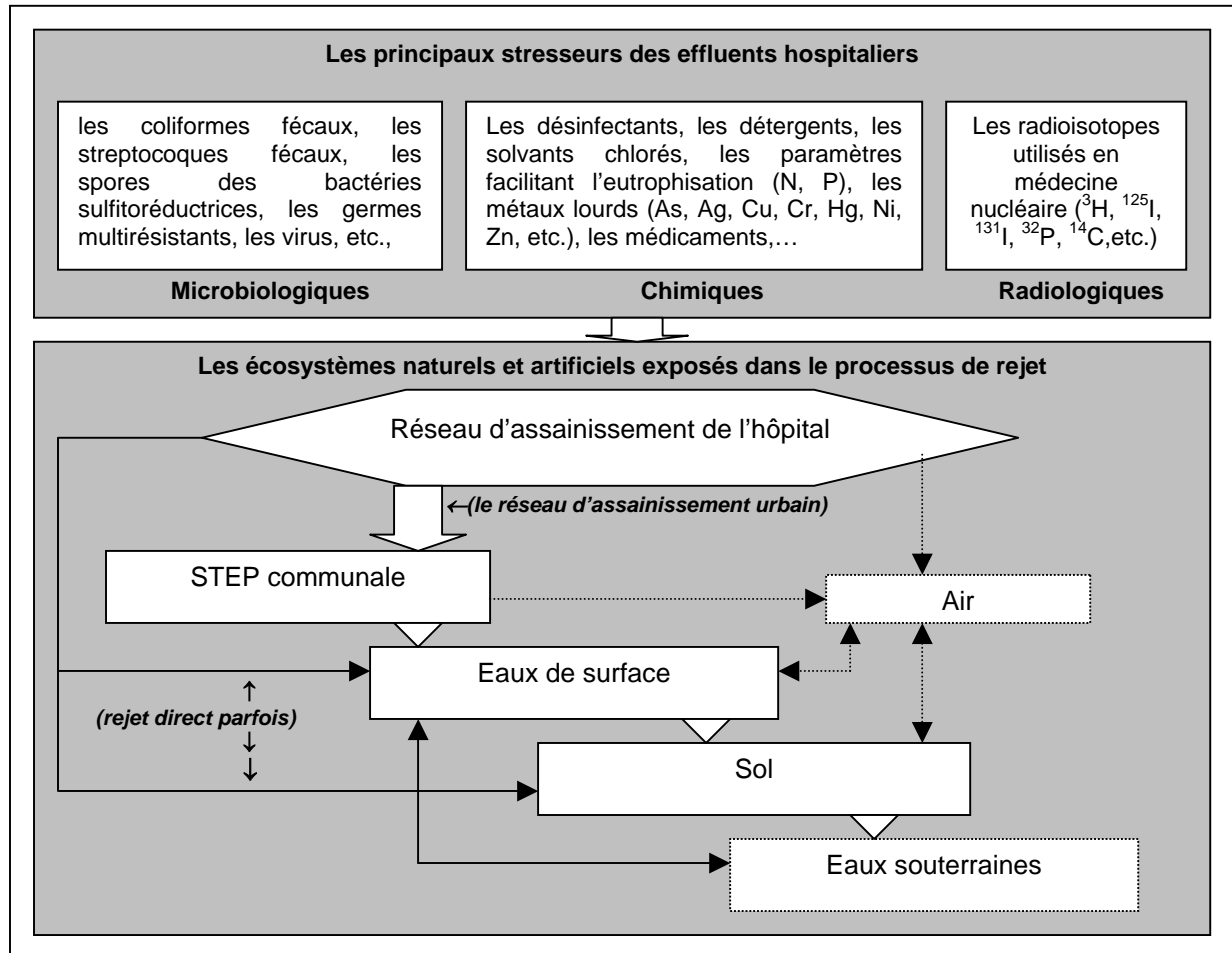 Les principaux stresseurs des effluents hospitaliers
les coliformes fécaux, les
streptocoques fécaux, les
spores des bactéries
sulfitoréductrices, les germes
multirésistants, les virus, etc.,
Microbiologiques
Les désinfectants, les détergents, les
solvants chlorés, les paramètres
facilitant l’eutrophisation (N, P), les
métaux lourds (As, Ag, Cu, Cr, Hg, Ni,
Zn, etc.), les médicaments,…
Chimiques
Les radioisotopes
utilisés en
médecine
nucléaire (³H, ¹²⁵I,
¹³¹I, ³²P, ¹⁴C,etc.)
Radiologiques
Les écosystèmes naturels et artificiels exposés dans le processus de rejet
Réseau d’assainissement de l’hôpital
←(le réseau d’assainissement urbain)
STEP communale
Air
Eaux de surface
(rejet direct parfois)
Sol
Eaux souterraines